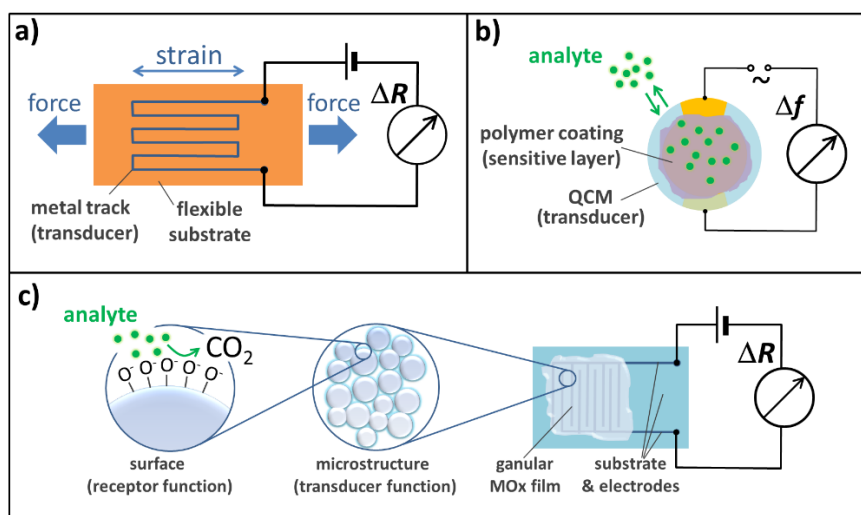 a)
strain
force
force
ΔR
metal track
(transducer)
flexible
substrate
b)
analyte
~
Δf
polymer coating
(sensitive layer)
QCM
(transducer)
c)
analyte
CO2
O- O- O- O- O-
ΔR
surface
(receptor function)
microstructure
(transducer function)
ganular
MOx film
substrate
& electrodes